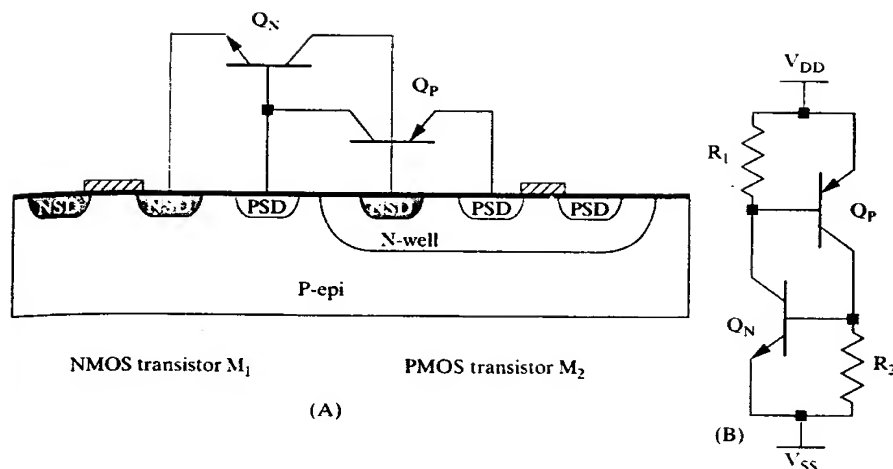 Q_N
Q_P
NSD NSD PSD NSD PSD PSD
N-well
P-epi
NMOS transistor M_1 PMOS transistor M_2
(A)
V_DD
R_1
Q_P
Q_N
R_2
(B)
V_SS